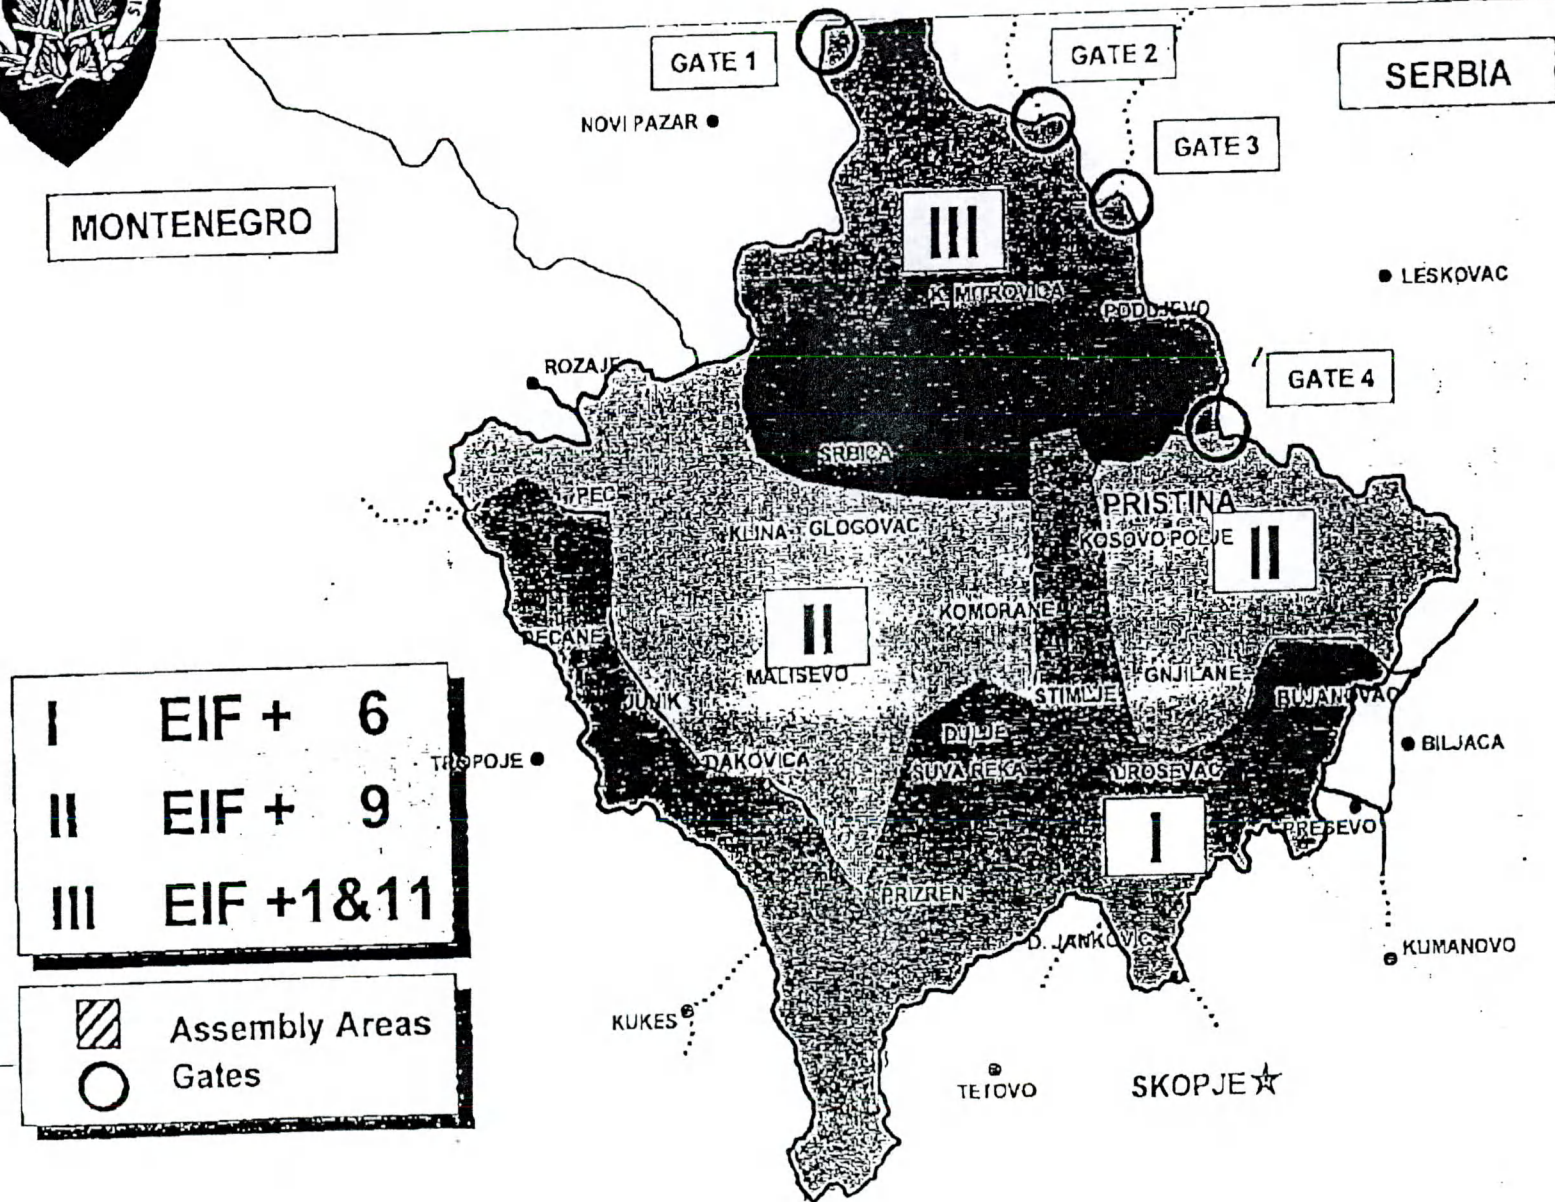 GATE 1
GATE 2
SERBIA
NOVI PAZAR
GATE 3
MONTENEGRO
III
LESKOVAC
K. MITROVICA
PODUJEVO
ROZAJE
GATE 4
SRBICA
PEC
PRISTINA
KLINA
GLOGOVAC
KOSOVO POLJE
II
II
KOMORANE
DECANE
MALISEVO
GNJILANE
JUNIK
STIMLJE
BUJANOVAC
I EIF + 6
II EIF + 9
III EIF +1&11
DULJE
TROPOJE
DAKOVICA
SUVA REKA
UROSEVAC
BILJACA
I
PRESEVO
PRIZREN
D. JANKOVIC
KUMANOVO
KUKES
Assembly Areas
Gates
TETOVO
SKOPJE